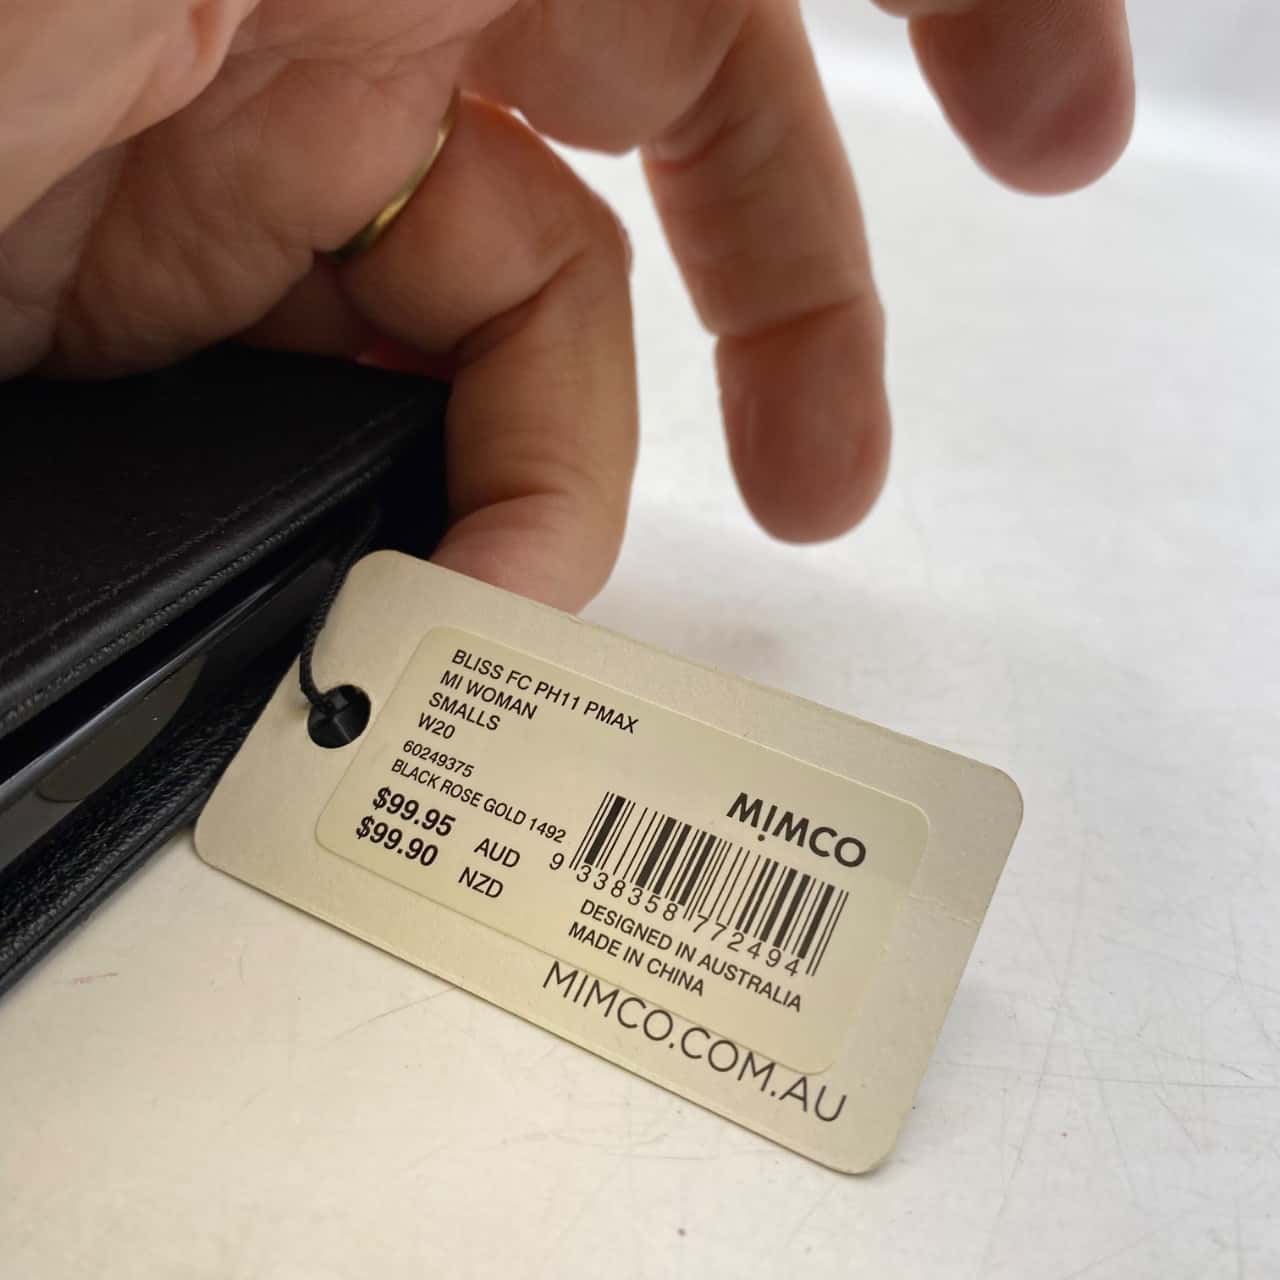 BLISS FC PH11 PMAX
MI WOMAN
SMALLS
W20
60249375
BLACK ROSE GOLD 1492
$99.95 AUD
$99.90 NZD
MIMCO
9 338358 772494
DESIGNED IN AUSTRALIA
MADE IN CHINA
MIMCO.COM.AU